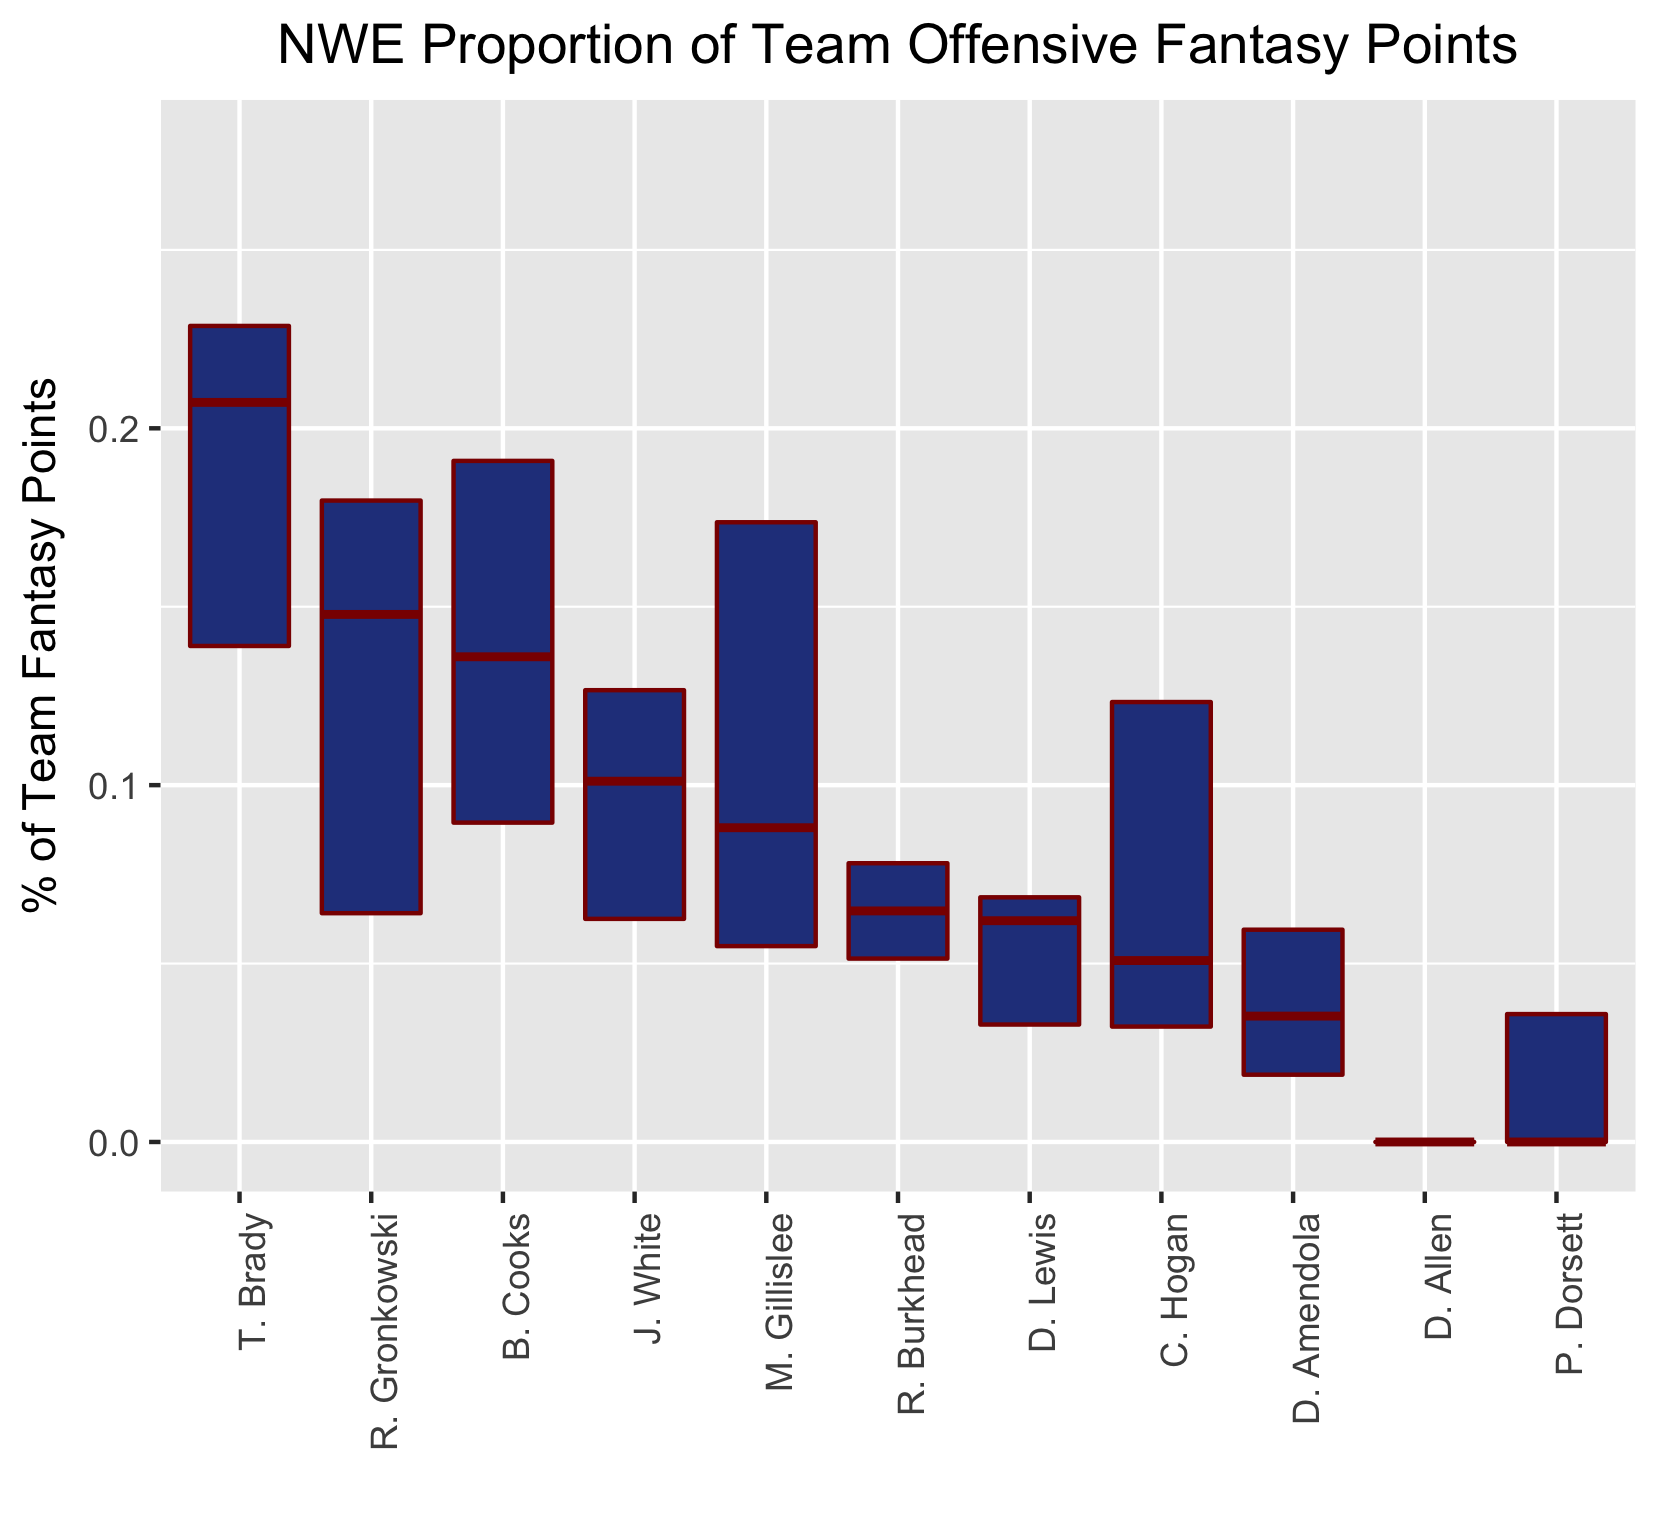 NWE Proportion of Team Offensive Fantasy Points
% of Team Fantasy Points
0.2
0.1
0.0
T. Brady
R. Gronkowski
B. Cooks
J. White
M. Gillislee
R. Burkhead
D. Lewis
C. Hogan
D. Amendola
D. Allen
P. Dorsett